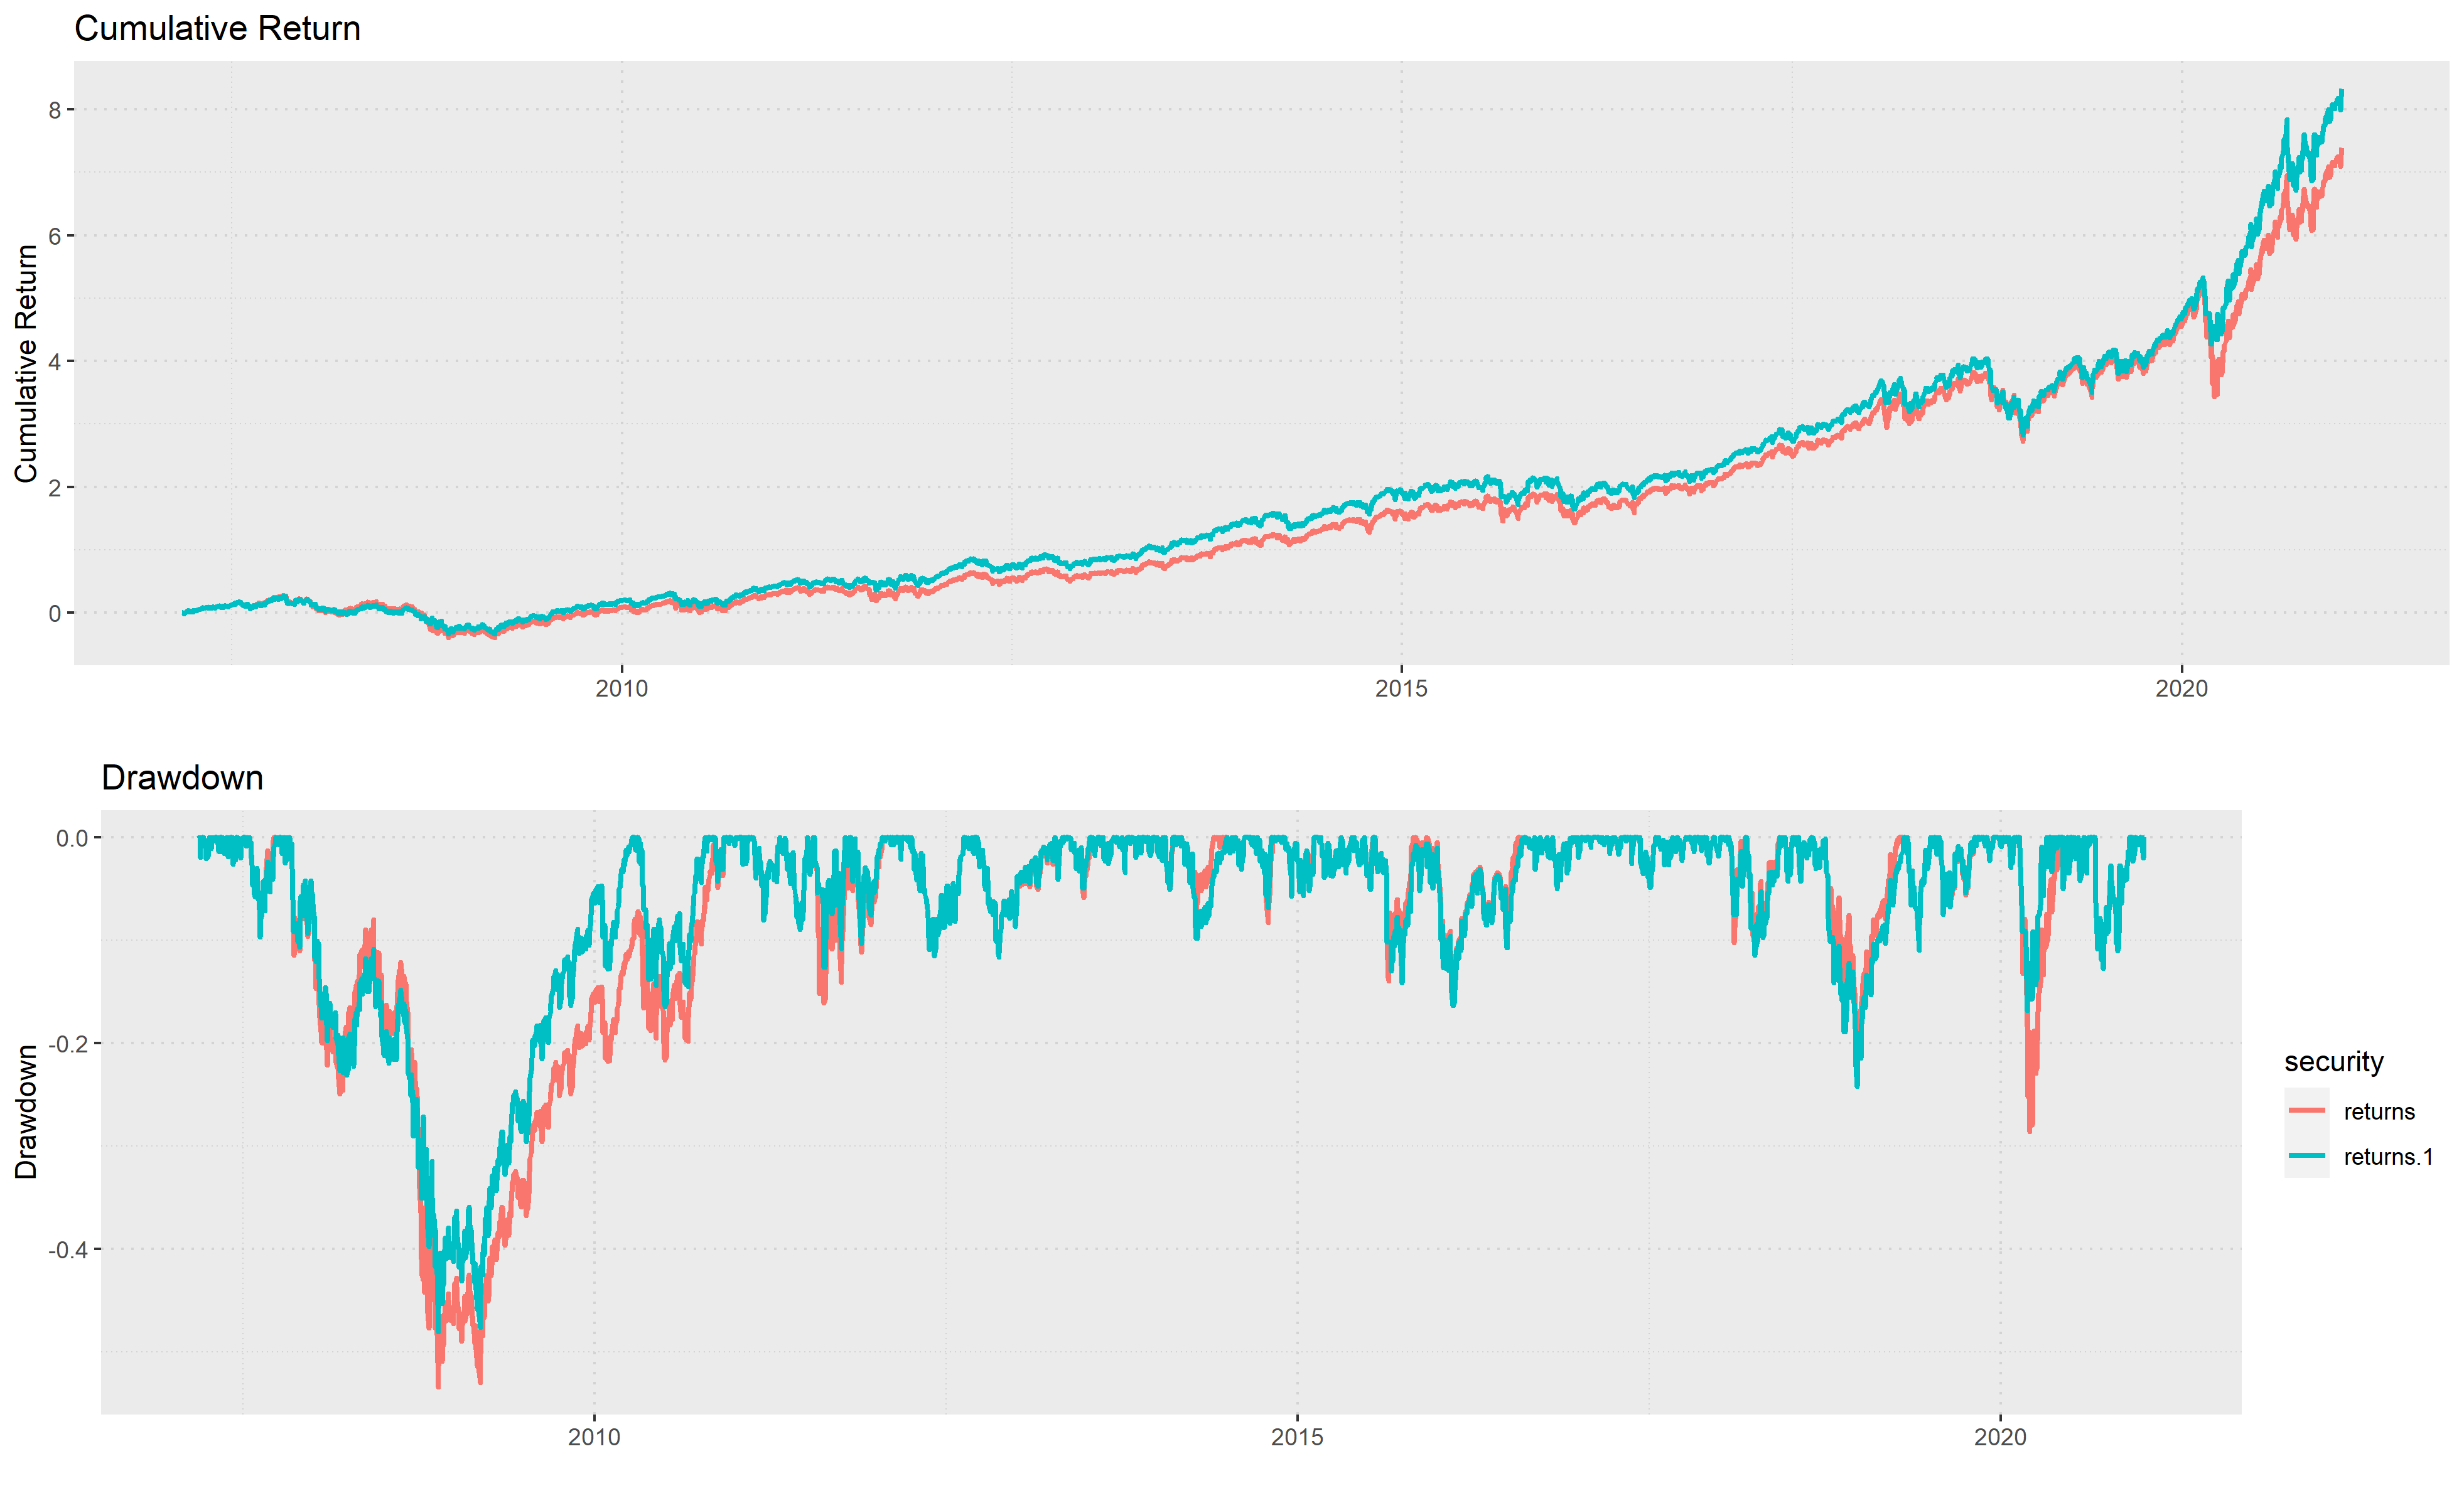 Cumulative Return
Cumulative Return
8
6
4
2
0
2010 2015 2020
Drawdown
Drawdown
0.0
-0.2
-0.4
2010 2015 2020
security
returns
returns.1